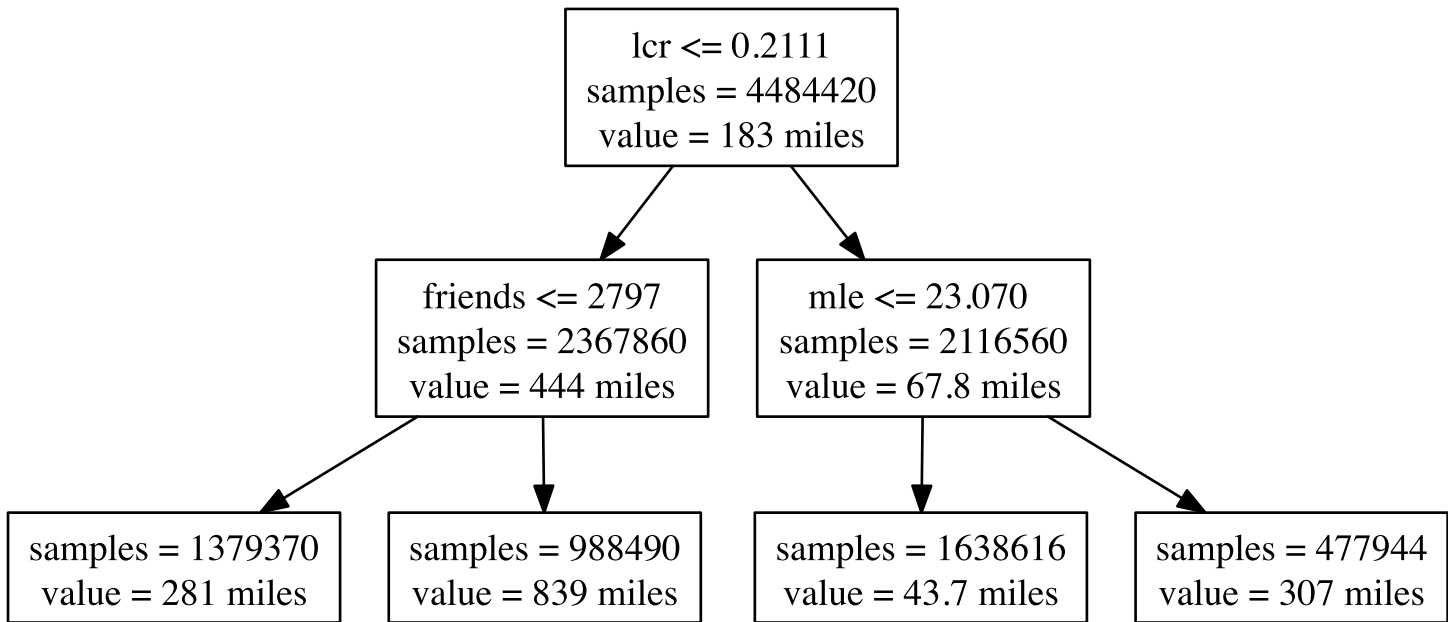 lcr <= 0.2111
samples = 4484420
value = 183 miles
friends <= 2797
samples = 2367860
value = 444 miles
mle <= 23.070
samples = 2116560
value = 67.8 miles
samples = 1379370
value = 281 miles
samples = 988490
value = 839 miles
samples = 1638616
value = 43.7 miles
samples = 477944
value = 307 miles